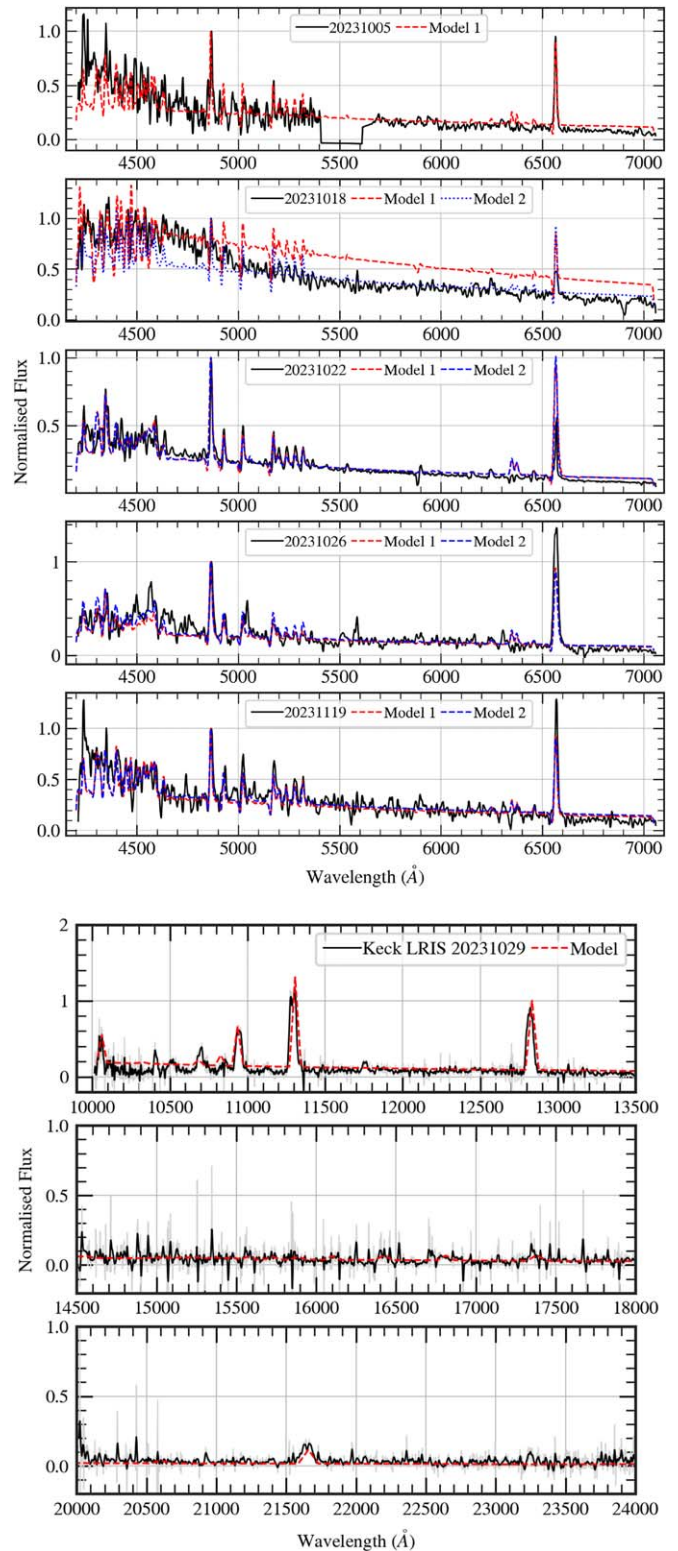 1.0
0.5
0.0
20231005 Model 1
4500 5000 5500 6000 6500 7000
1.0
0.5
0.0
20231018 Model 1 Model 2
4500 5000 5500 6000 6500 7000
1.0
0.5
20231022 Model 1 Model 2
4500 5000 5500 6000 6500 7000
1
0
20231026 Model 1 Model 2
4500 5000 5500 6000 6500 7000
1.0
0.5
0.0
20231119 Model 1 Model 2
4500 5000 5500 6000 6500 7000
Normalised Flux
Wavelength (Å)
2
1
0
Keck LRIS 20231029 Model
10000 10500 11000 11500 12000 12500 13000 13500
1.0
0.5
0.0
14500 15000 15500 16000 16500 17000 17500 18000
1.0
0.5
0.0
20000 20500 21000 21500 22000 22500 23000 23500 24000
Normalised Flux
Wavelength (Å)